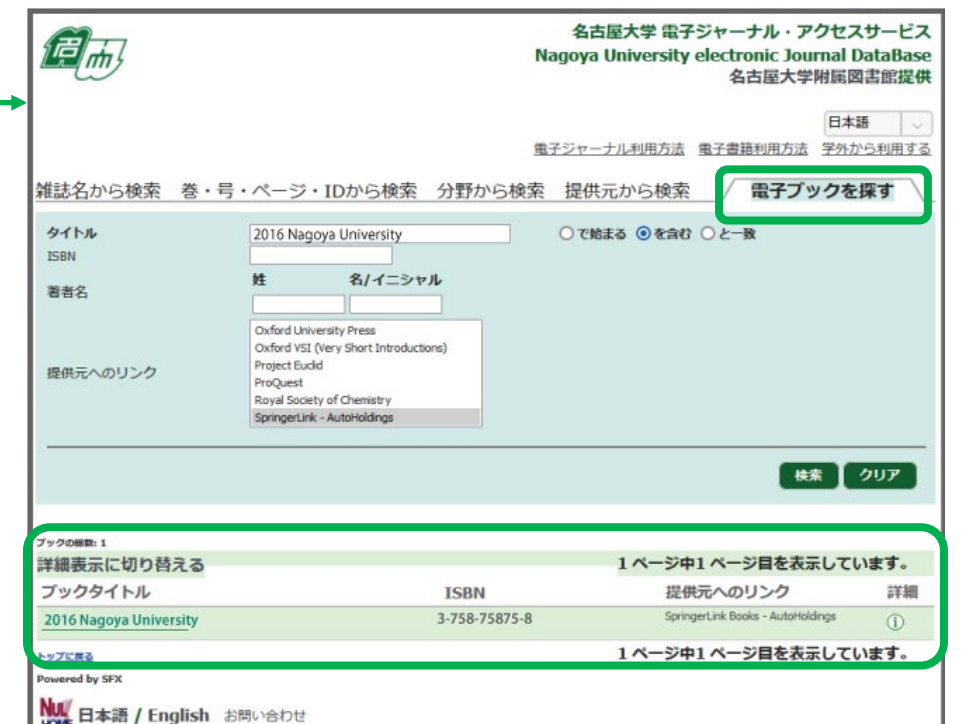 名古屋大学 電子ジャーナル・アクセスサービス
Nagoya University electronic Journal DataBase
名古屋大学附属図書館提供
日本語
電子ジャーナル利用方法 電子書籍利用方法 学外から利用する
雑誌名から検索 巻・号・ページ・IDから検索 分野から検索 提供元から検索 電子ブックを探す
タイトル 2016 Nagoya University で始まる を含む と一致
ISBN
姓 名/イニシャル
著者名
Oxford University Press
Oxford VSI (Very Short Introductions)
Project Euclid
提供元へのリンク
ProQuest
Royal Society of Chemistry
SpringerLink - AutoHoldings
検索 クリア
ブックの総数: 1
詳細表示に切り替える 1 ページ中1 ページ目を表示しています。
ブックタイトル ISBN 提供元へのリンク 詳細
2016 Nagoya University 3-758-75875-8 SpringerLink Books - AutoHoldings
トップに戻る 1 ページ中1 ページ目を表示しています。
Powered by SFX
NUL HOME 日本語 / English お問い合わせ